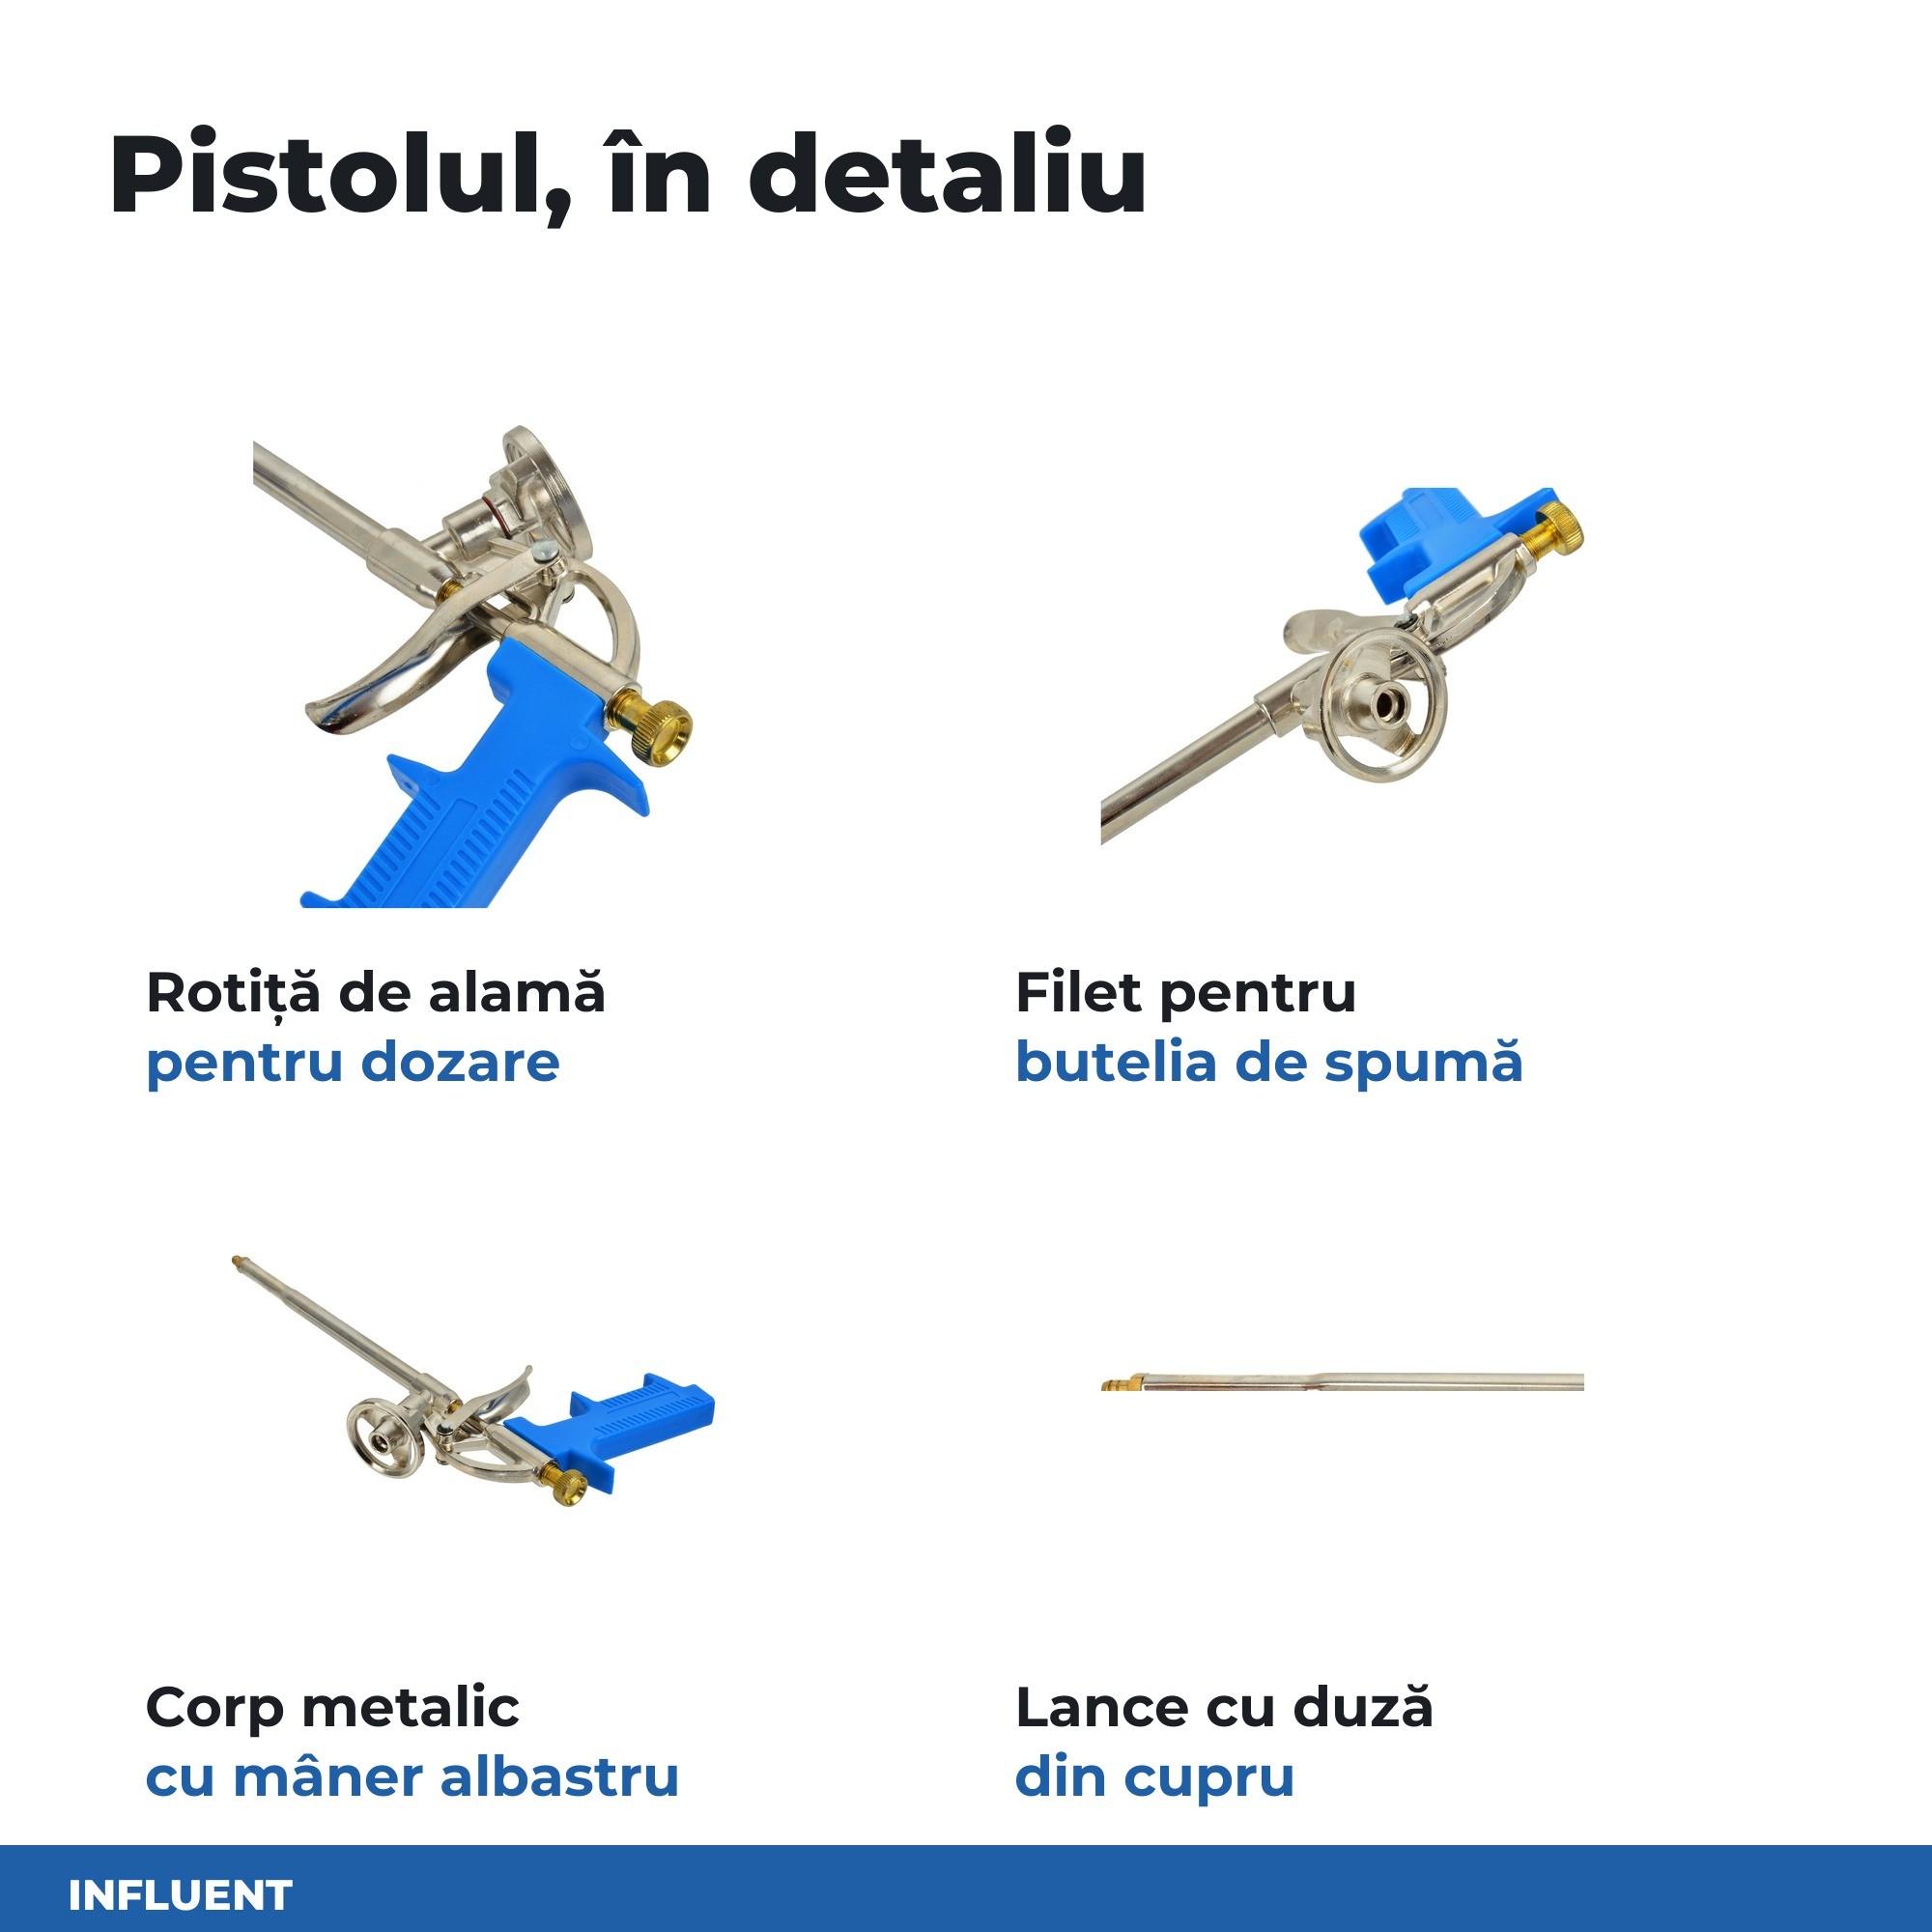 Pistolul, în detaliu
Rotiță de alamă
pentru dozare
Filet pentru
butelia de spumă
Corp metalic
cu mâner albastru
Lance cu duză
din cupru
INFLUENT